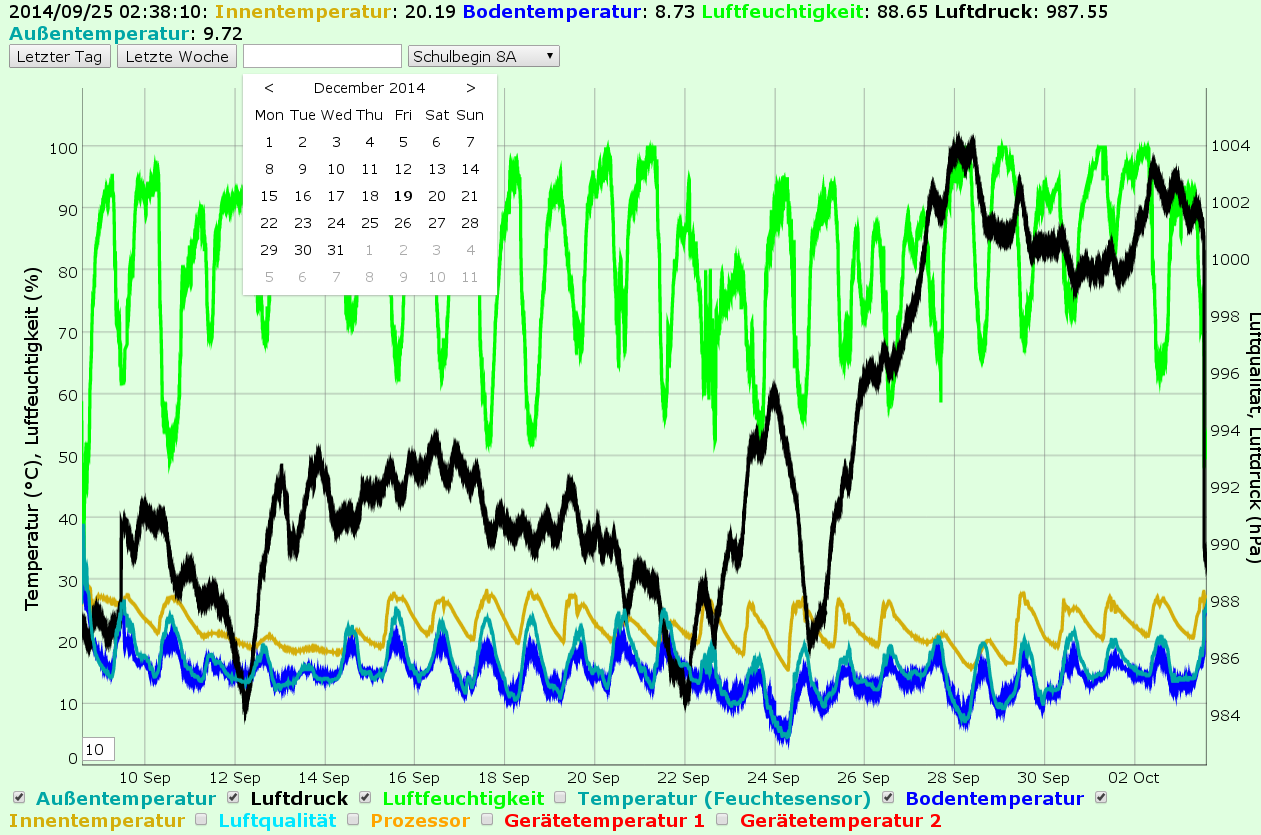 2014/09/25 02:38:10: Innentemperatur: 20.19 Bodentemperatur: 8.73 Luftfeuchtigkeit: 88.65 Luftdruck: 987.55
Außentemperatur: 9.72
Letzter Tag Letzte Woche Schulbegin 8A
< December 2014 >
Mon Tue Wed Thu Fri Sat Sun
1 2 3 4 5 6 7
8 9 10 11 12 13 14
15 16 17 18 19 20 21
22 23 24 25 26 27 28
29 30 31 1 2 3 4
5 6 7 8 9 10 11
Temperatur (°C), Luftfeuchtigkeit (%)
100
90
80
70
60
50
40
30
20
10
0
10
1004
1002
1000
998
996
994
992
990
988
986
984
Luftqualität, Luftdruck (hPa)
10 Sep 12 Sep 14 Sep 16 Sep 18 Sep 20 Sep 22 Sep 24 Sep 26 Sep 28 Sep 30 Sep 02 Oct
Außentemperatur Luftdruck Luftfeuchtigkeit Temperatur (Feuchtesensor) Bodentemperatur
Innentemperatur Luftqualität Prozessor Gerätetemperatur 1 Gerätetemperatur 2